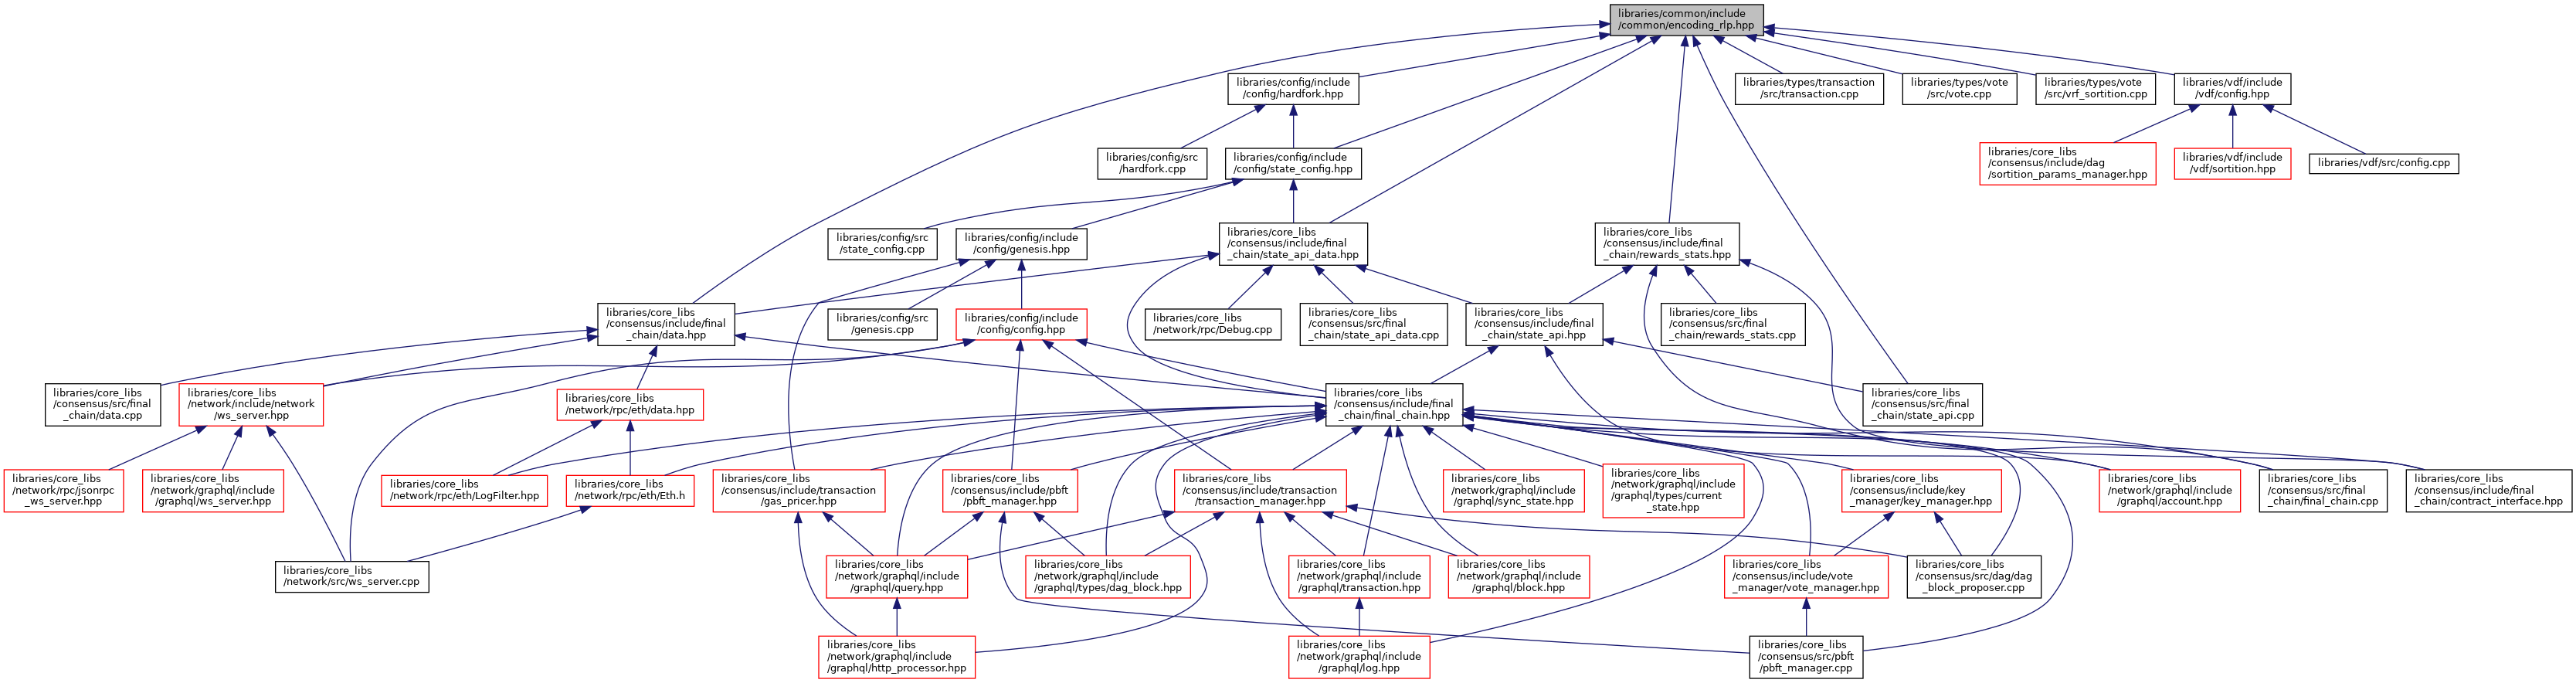 libraries/common/include
/common/encoding_rlp.hpp
libraries/config/include
/config/hardfork.hpp
libraries/types/transaction
/src/transaction.cpp
libraries/types/vote
/src/vote.cpp
libraries/types/vote
/src/vrf_sortition.cpp
libraries/vdf/include
/vdf/config.hpp
libraries/config/src
/hardfork.cpp
libraries/config/include
/config/state_config.hpp
libraries/core_libs
/consensus/include/dag
/sortition_params_manager.hpp
libraries/vdf/include
/vdf/sortition.hpp
libraries/vdf/src/config.cpp
libraries/config/src
/state_config.cpp
libraries/config/include
/config/genesis.hpp
libraries/core_libs
/consensus/include/final
_chain/state_api_data.hpp
libraries/core_libs
/consensus/include/final
_chain/rewards_stats.hpp
libraries/core_libs
/consensus/include/final
_chain/data.hpp
libraries/config/src
/genesis.cpp
libraries/config/include
/config/config.hpp
libraries/core_libs
/network/rpc/Debug.cpp
libraries/core_libs
/consensus/src/final
_chain/state_api_data.cpp
libraries/core_libs
/consensus/include/final
_chain/state_api.hpp
libraries/core_libs
/consensus/src/final
_chain/rewards_stats.cpp
libraries/core_libs
/consensus/src/final
_chain/data.cpp
libraries/core_libs
/network/include/network
/ws_server.hpp
libraries/core_libs
/network/rpc/eth/data.hpp
libraries/core_libs
/consensus/include/final
_chain/final_chain.hpp
libraries/core_libs
/consensus/src/final
_chain/state_api.cpp
libraries/core_libs
/network/rpc/jsonrpc
_ws_server.hpp
libraries/core_libs
/network/graphql/include
/graphql/ws_server.hpp
libraries/core_libs
/network/rpc/eth/LogFilter.hpp
libraries/core_libs
/network/rpc/eth/Eth.h
libraries/core_libs
/consensus/include/transaction
/gas_pricer.hpp
libraries/core_libs
/consensus/include/pbft
/pbft_manager.hpp
libraries/core_libs
/consensus/include/transaction
/transaction_manager.hpp
libraries/core_libs
/network/graphql/include
/graphql/sync_state.hpp
libraries/core_libs
/network/graphql/include
/graphql/types/current
_state.hpp
libraries/core_libs
/consensus/include/key
_manager/key_manager.hpp
libraries/core_libs
/network/graphql/include
/graphql/account.hpp
libraries/core_libs
/consensus/src/final
_chain/final_chain.cpp
libraries/core_libs
/consensus/include/final
_chain/contract_interface.hpp
libraries/core_libs
/network/src/ws_server.cpp
libraries/core_libs
/network/graphql/include
/graphql/query.hpp
libraries/core_libs
/network/graphql/include
/graphql/types/dag_block.hpp
libraries/core_libs
/network/graphql/include
/graphql/transaction.hpp
libraries/core_libs
/network/graphql/include
/graphql/block.hpp
libraries/core_libs
/consensus/include/vote
_manager/vote_manager.hpp
libraries/core_libs
/consensus/src/dag/dag
_block_proposer.cpp
libraries/core_libs
/network/graphql/include
/graphql/http_processor.hpp
libraries/core_libs
/network/graphql/include
/graphql/log.hpp
libraries/core_libs
/consensus/src/pbft
/pbft_manager.cpp